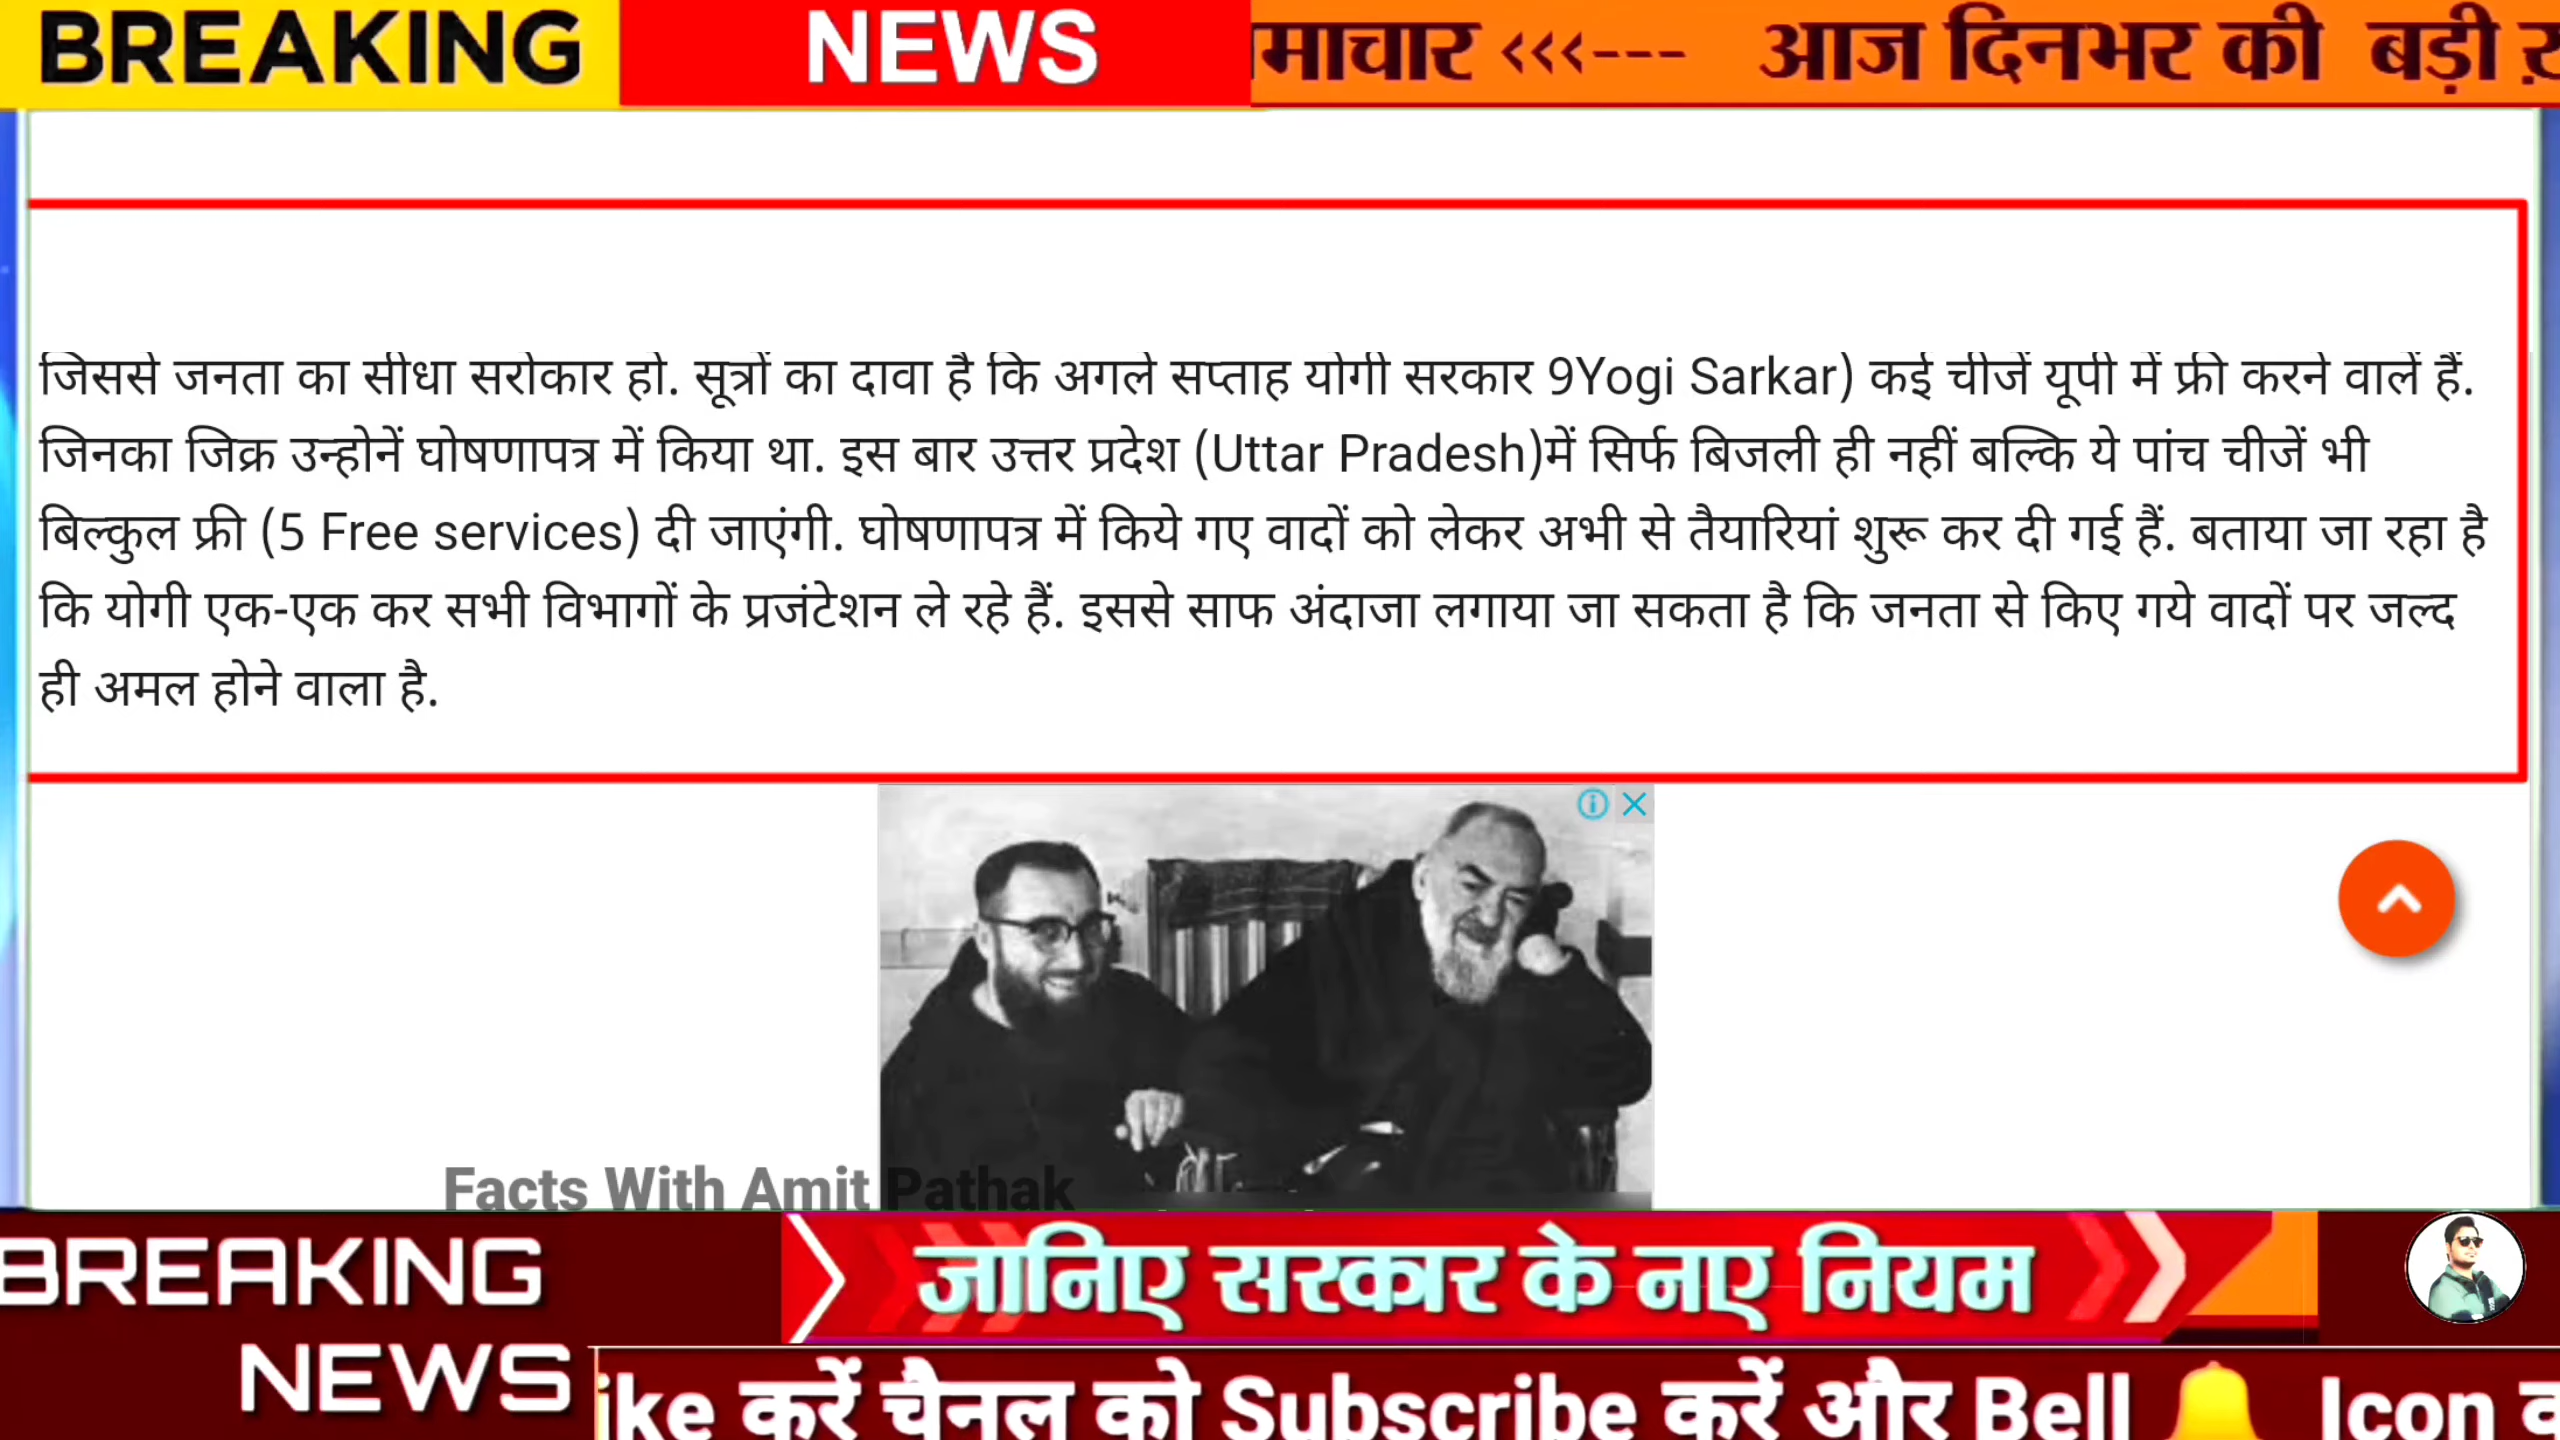 BREAKING NEWS माचार <<<--- आज दिनभर की बड़ी
जिससे जनता का सीधा सरोकार हो. सूत्रों का दावा है कि अगले सप्ताह योगी सरकार 9Yogi Sarkar) कई चीजें यूपी में फ्री करने वाले हैं.
जिनका जिक्र उन्होनें घोषणापत्र में किया था. इस बार उत्तर प्रदेश (Uttar Pradesh)में सिर्फ बिजली ही नहीं बल्कि ये पांच चीजें भी
बिल्कुल फ्री (5 Free services) दी जाएंगी. घोषणापत्र में किये गए वादों को लेकर अभी से तैयारियां शुरू कर दी गई हैं. बताया जा रहा है
कि योगी एक-एक कर सभी विभागों के प्रजंटेशन ले रहे हैं. इससे साफ अंदाजा लगाया जा सकता है कि जनता से किए गये वादों पर जल्द
ही अमल होने वाला है.
Facts With Amit Pathak
BREAKING
NEWS
जानिए सरकार के नए नियम
ike करें चैनल को Subscribe करें और Bell 🔔 Icon